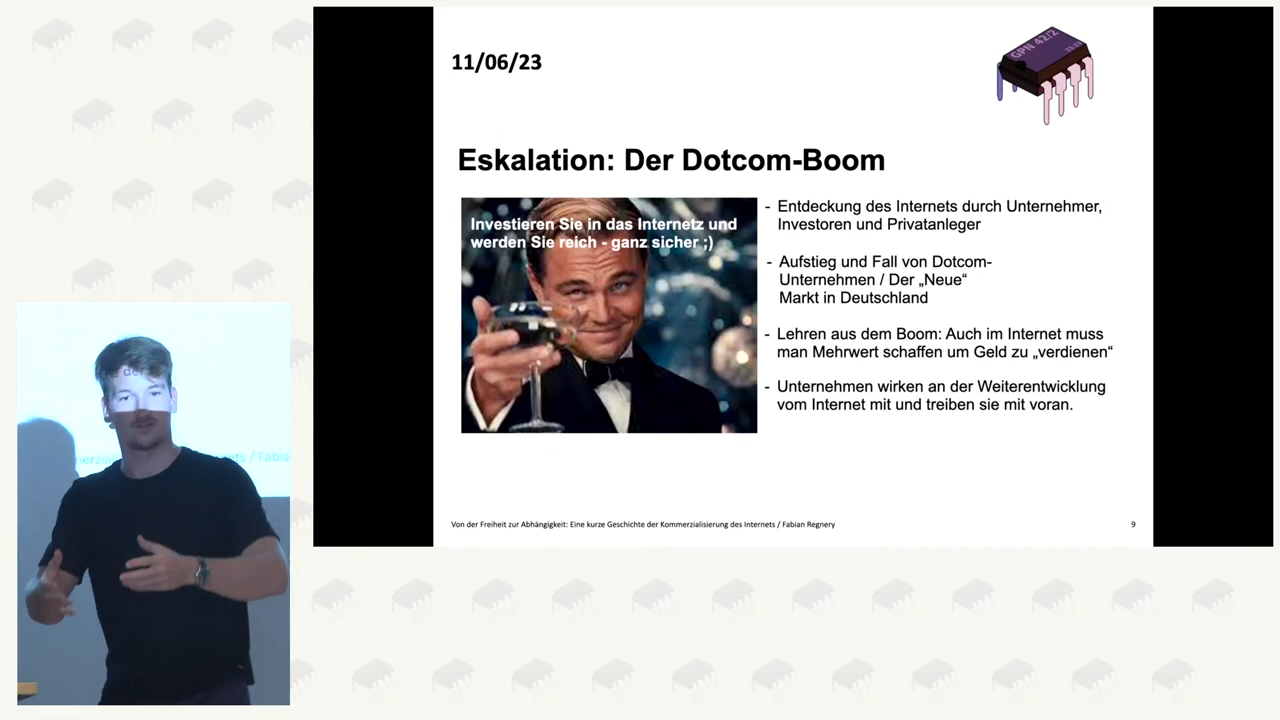 11/06/23
GPN 42/2
23:23
Eskalation: Der Dotcom-Boom
Investieren Sie in das Internetz und
werden Sie reich - ganz sicher ;)
- Entdeckung des Internets durch Unternehmer,
Investoren und Privatanleger
- Aufstieg und Fall von Dotcom-
Unternehmen / Der „Neue“
Markt in Deutschland
- Lehren aus dem Boom: Auch im Internet muss
man Mehrwert schaffen um Geld zu „verdienen“
- Unternehmen wirken an der Weiterentwicklung
vom Internet mit und treiben sie mit voran.
Von der Freiheit zur Abhängigkeit: Eine kurze Geschichte der Kommerzialisierung des Internets / Fabian Regnery
9